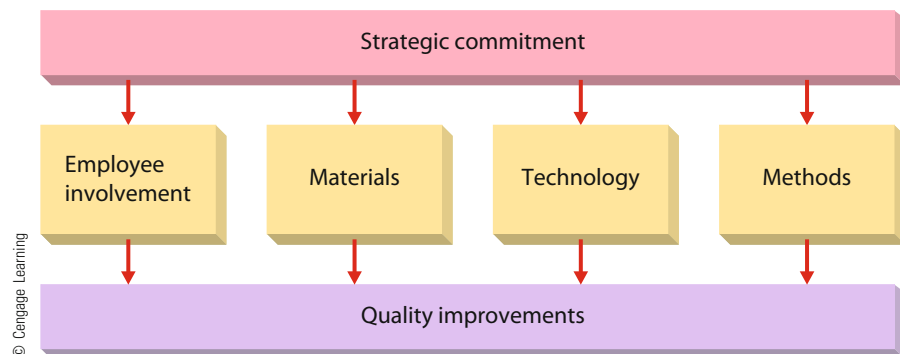 Strategic commitment
Employee
involvement
Materials
Technology
Methods
Quality improvements
© Cengage Learning